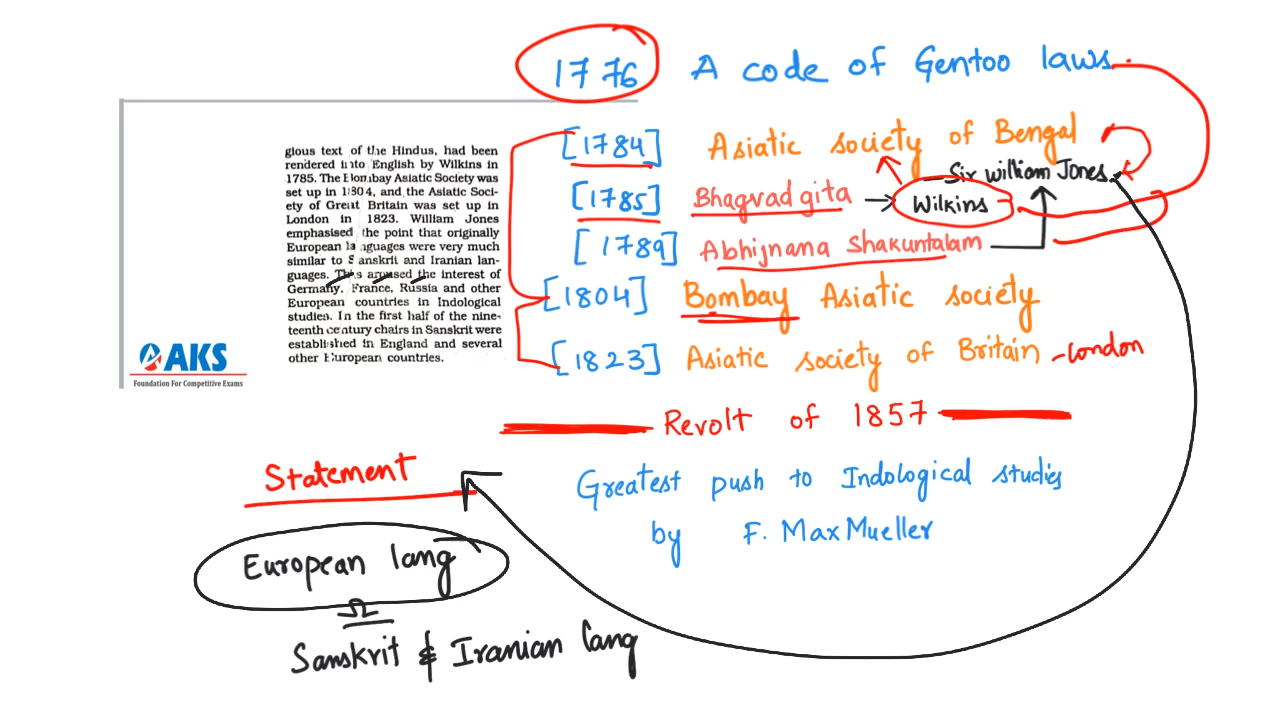 1776 A code of Gentoo laws
[1784] Asiatic society of Bengal
- Sir William Jones
[1785] Bhagvad gita → Wilkins
[1789] Abhijnana Shakuntalam
[1804] Bombay Asiatic society
[1823] Asiatic society of Britain - London
Revolt of 1857
Greatest push to Indological studies
by F. MaxMueller
gious text of the Hindus, had been
rendered into English by Wilkins in
1785. The Bombay Asiatic Society was
set up in 1804, and the Asiatic Soci-
ety of Great Britain was set up in
London in 1823. William Jones
emphasised the point that originally
European languages were very much
similar to Sanskrit and Iranian lan-
guages. This aroused the interest of
Germany, France, Russia and other
European countries in Indological
studies. In the first half of the nine-
teenth century chairs in Sanskrit were
established in England and several
other European countries.
AKS
Foundation For Competitive Exams
Statement
European lang
Sanskrit & Iranian lang